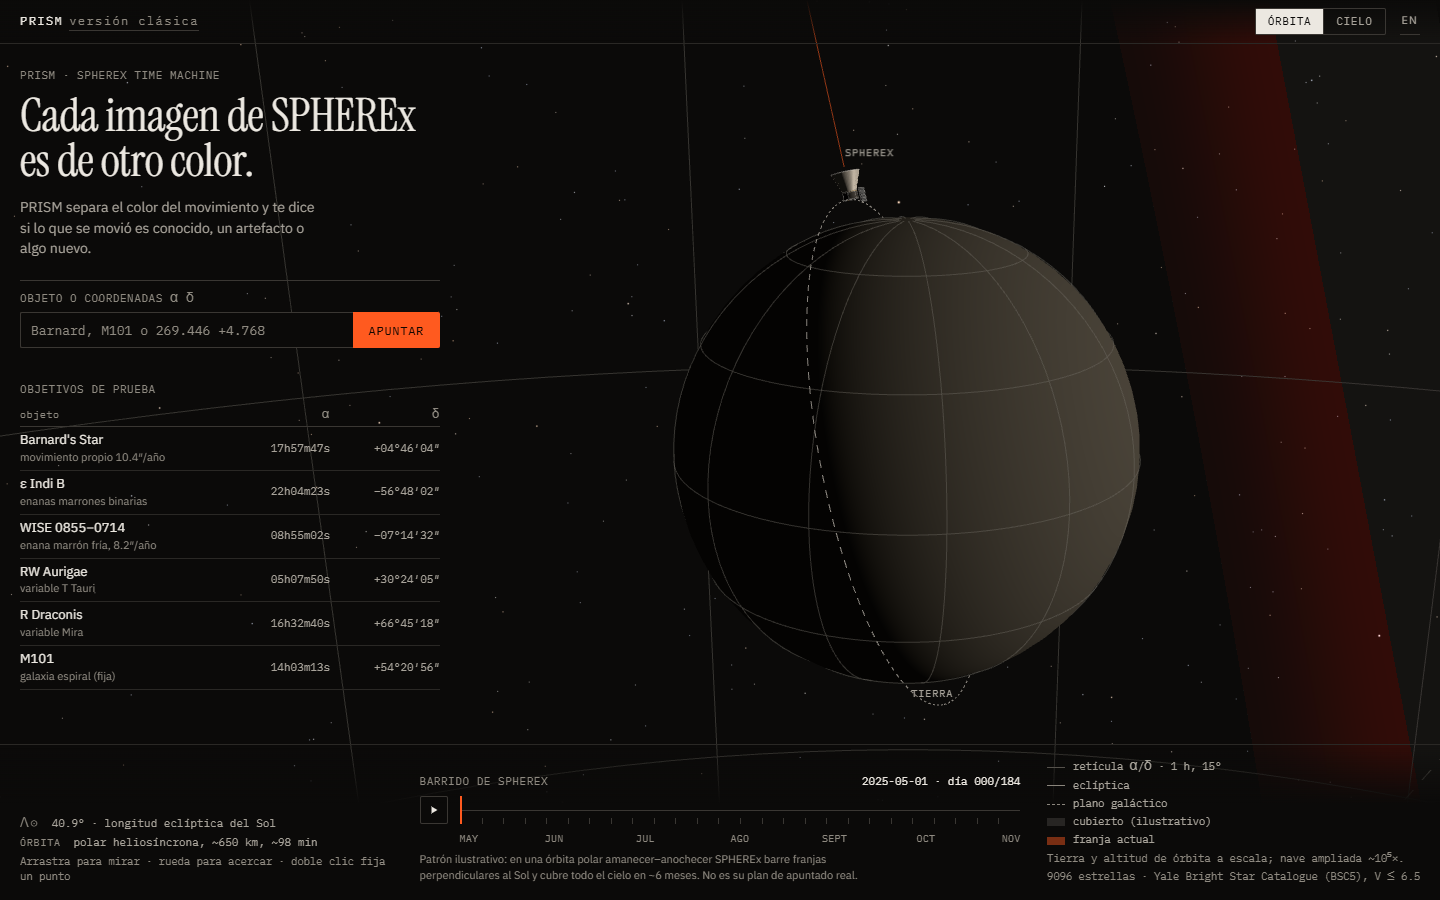 PRISM versión clásica
ÓRBITA CIELO EN
PRISM · SPHEREX TIME MACHINE
Cada imagen de SPHEREx
es de otro color.
PRISM separa el color del movimiento y te dice
si lo que se movió es conocido, un artefacto o
algo nuevo.
OBJETO O COORDENADAS α δ
Barnard, M101 o 269.446 +4.768 APUNTAR
OBJETIVOS DE PRUEBA
objeto α δ
Barnard's Star 17h57m47s +04°46′04″
movimiento propio 10.4″/año
ε Indi B 22h04m23s −56°48′02″
enanas marrones binarias
WISE 0855−0714 08h55m02s −07°14′32″
enana marrón fría, 8.2″/año
RW Aurigae 05h07m50s +30°24′05″
variable T Tauri
R Draconis 16h32m40s +66°45′18″
variable Mira
M101 14h03m13s +54°20′56″
galaxia espiral (fija)
SPHEREX
TIERRA
Λ☉ 40.9° · longitud eclíptica del Sol
ÓRBITA polar heliosíncrona, ~650 km, ~98 min
Arrastra para mirar · rueda para acercar · doble clic fija
un punto
BARRIDO DE SPHEREX 2025-05-01 · día 000/184
MAY JUN JUL AGO SEPT OCT NOV
Patrón ilustrativo: en una órbita polar amanecer–anochecer SPHEREx barre franjas
perpendiculares al Sol y cubre todo el cielo en ~6 meses. No es su plan de apuntado real.
retícula α/δ · 1 h, 15°
eclíptica
plano galáctico
cubierto (ilustrativo)
franja actual
Tierra y altitud de órbita a escala; nave ampliada ~10⁵×.
9096 estrellas · Yale Bright Star Catalogue (BSC5), V ≤ 6.5